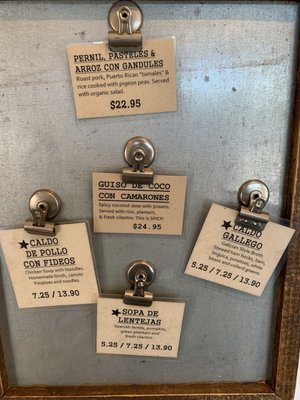 PERNIL, PASTELES &
ARROZ CON GANDULES
Roast pork, Puerto Rican "tamales" &
rice cooked with pigeon peas. Served
with organic salad.
$22.95
GUISO DE COCO
CON CAMARONES
Spicy coconut stew with prawns.
Served with rice, plantain,
& fresh cilantro. This is SPICY!
$24.95
★CALDO
DE POLLO
CON FIDEOS
Chicken Soup with Noodles
Homemade broth, carrots
Potatoes and noodles.
7.25 / 13.90
★CALDO
GALLEGO
Galician Style Broth
Stewed ham hocks, ham,
linguiça, potatoes, white
beans and collard greens
5.25 / 7.25 / 13.90
★SOPA DE
LENTEJAS
Spanish lentils, pumpkin,
green plantain and
fresh cilantro.
5.25 / 7.25 / 13.90